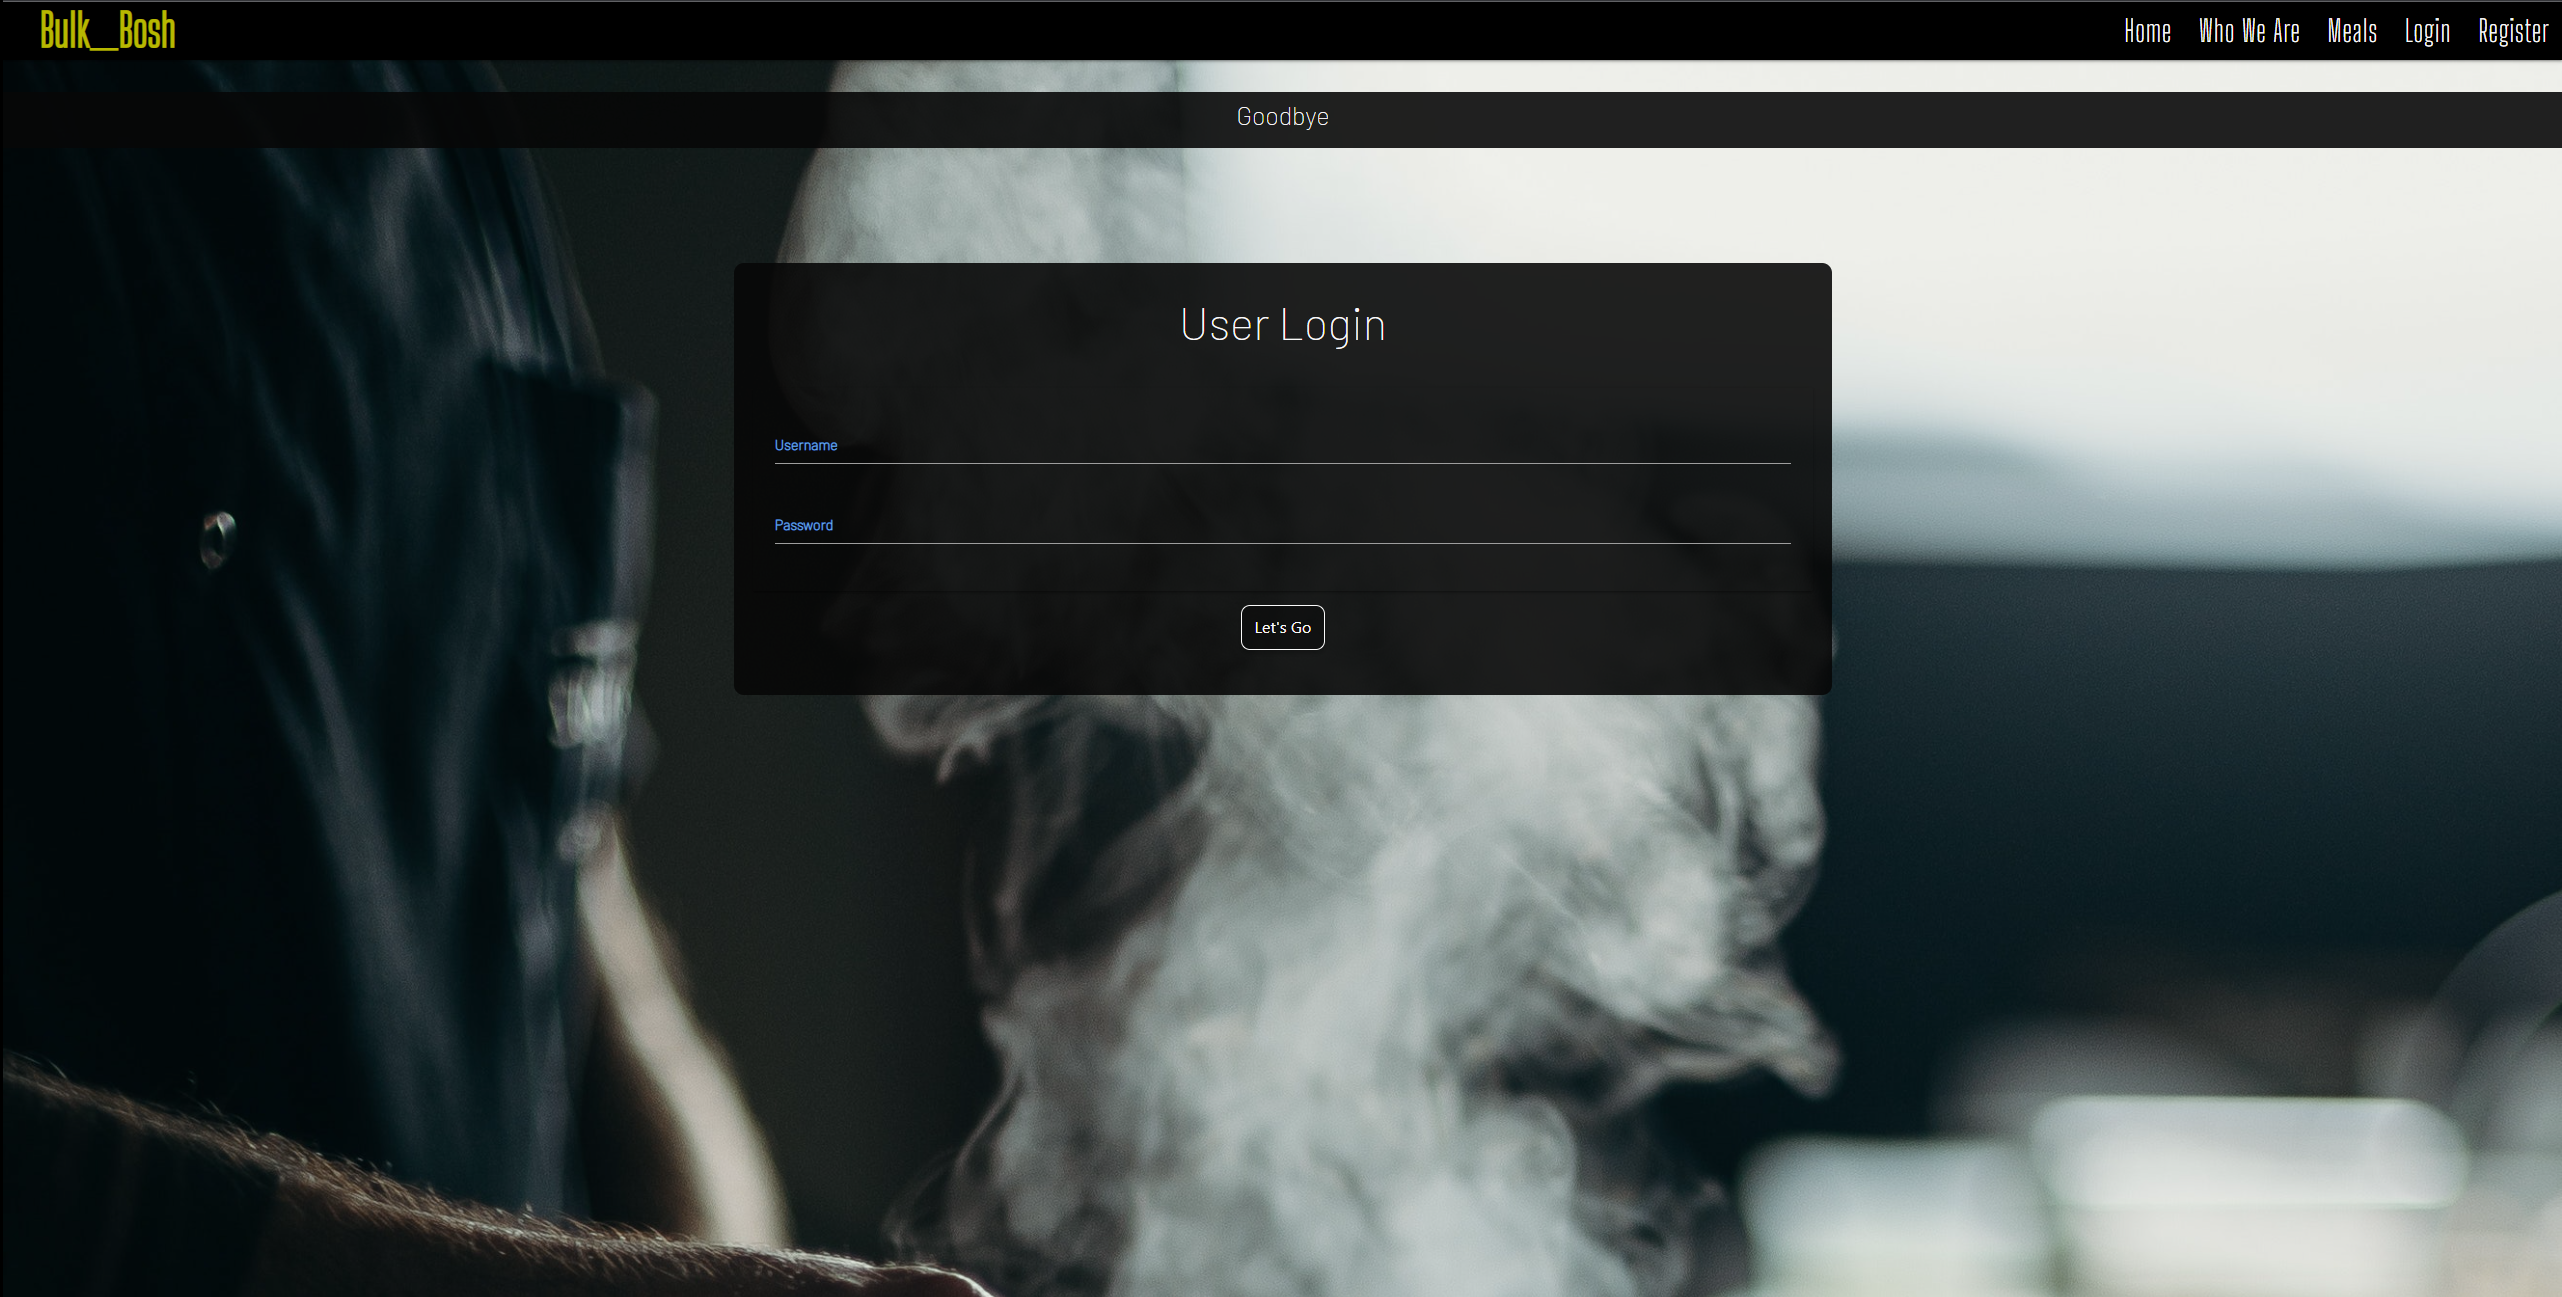 Bulk__Bosh
Home Who We Are Meals Login Register
Goodbye
User Login
Username
Password
Let's Go